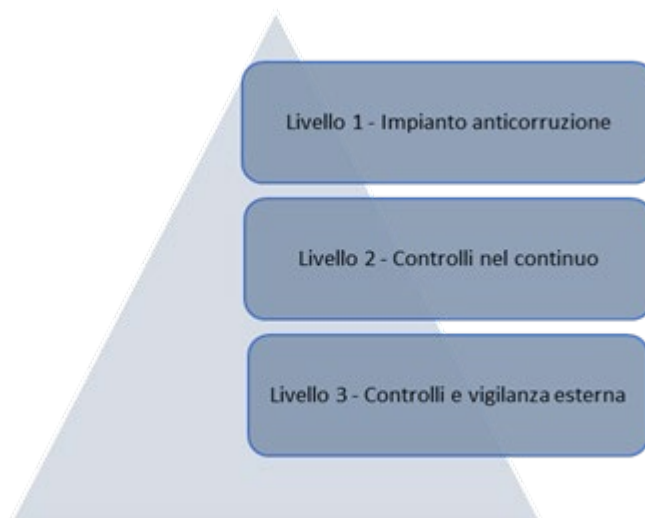 Livello 1 - Impianto anticorruzione
Livello 2 - Controlli nel continuo
Livello 3 - Controlli e vigilanza esterna